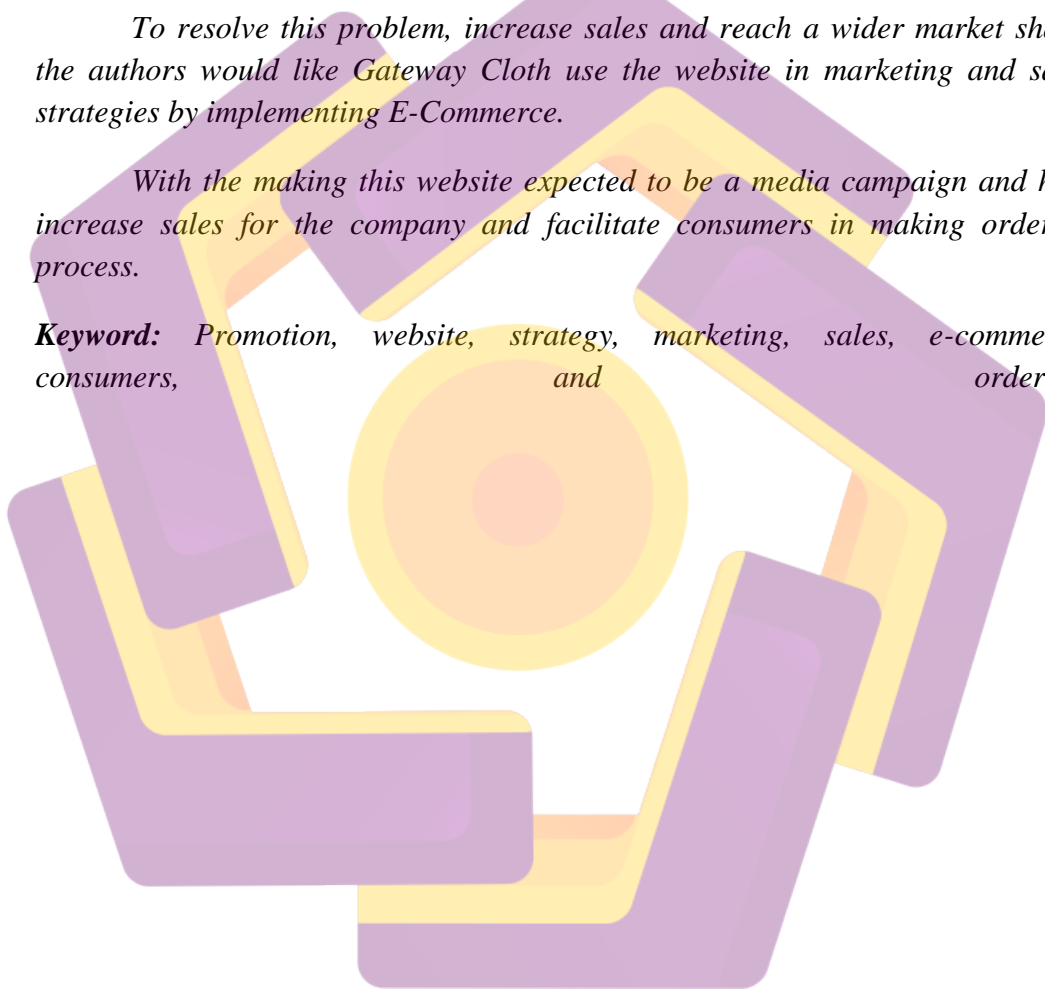 To resolve this problem, increase sales and reach a wider market sha
the authors would like Gateway Cloth use the website in marketing and sa
strategies by implementing E-Commerce.
With the making this website expected to be a media campaign and h
increase sales for the company and facilitate consumers in making order
process.
Keyword: Promotion, website, strategy, marketing, sales, e-comme
consumers, and order